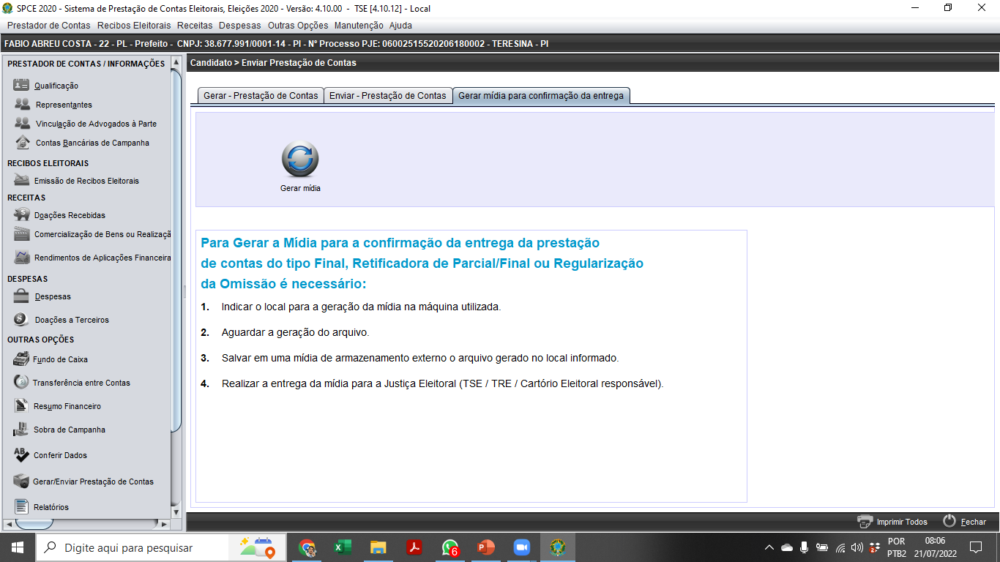 SPCE 2020 - Sistema de Prestação de Contas Eleitorais, Eleições 2020 - Versão: 4.10.00 - TSE [4.10.12] - Local
Prestador de Contas Recibos Eleitorais Receitas Despesas Outras Opções Manutenção Ajuda
FABIO ABREU COSTA - 22 - PL - Prefeito - CNPJ: 38.677.991/0001-14 - PI - Nº Processo PJE: 06002515520206180002 - TERESINA - PI
PRESTADOR DE CONTAS / INFORMAÇÕES
Qualificação
Representantes
Vinculação de Advogados à Parte
Contas Bancárias de Campanha
RECIBOS ELEITORAIS
Emissão de Recibos Eleitorais
RECEITAS
Doações Recebidas
Comercialização de Bens ou Realizaçã
Rendimentos de Aplicações Financeira
DESPESAS
Despesas
Doações a Terceiros
OUTRAS OPÇÕES
Fundo de Caixa
Transferência entre Contas
Resumo Financeiro
Sobra de Campanha
Conferir Dados
Gerar/Enviar Prestação de Contas
Relatórios
Candidato > Enviar Prestação de Contas
Gerar - Prestação de Contas Enviar - Prestação de Contas Gerar mídia para confirmação da entrega
Gerar mídia
Para Gerar a Mídia para a confirmação da entrega da prestação
de contas do tipo Final, Retificadora de Parcial/Final ou Regularização
da Omissão é necessário:
1. Indicar o local para a geração da mídia na máquina utilizada.
2. Aguardar a geração do arquivo.
3. Salvar em uma mídia de armazenamento externo o arquivo gerado no local informado.
4. Realizar a entrega da mídia para a Justiça Eleitoral (TSE / TRE / Cartório Eleitoral responsável).
Imprimir Todos Fechar
Digite aqui para pesquisar
6
POR
PTB2
08:06
21/07/2022